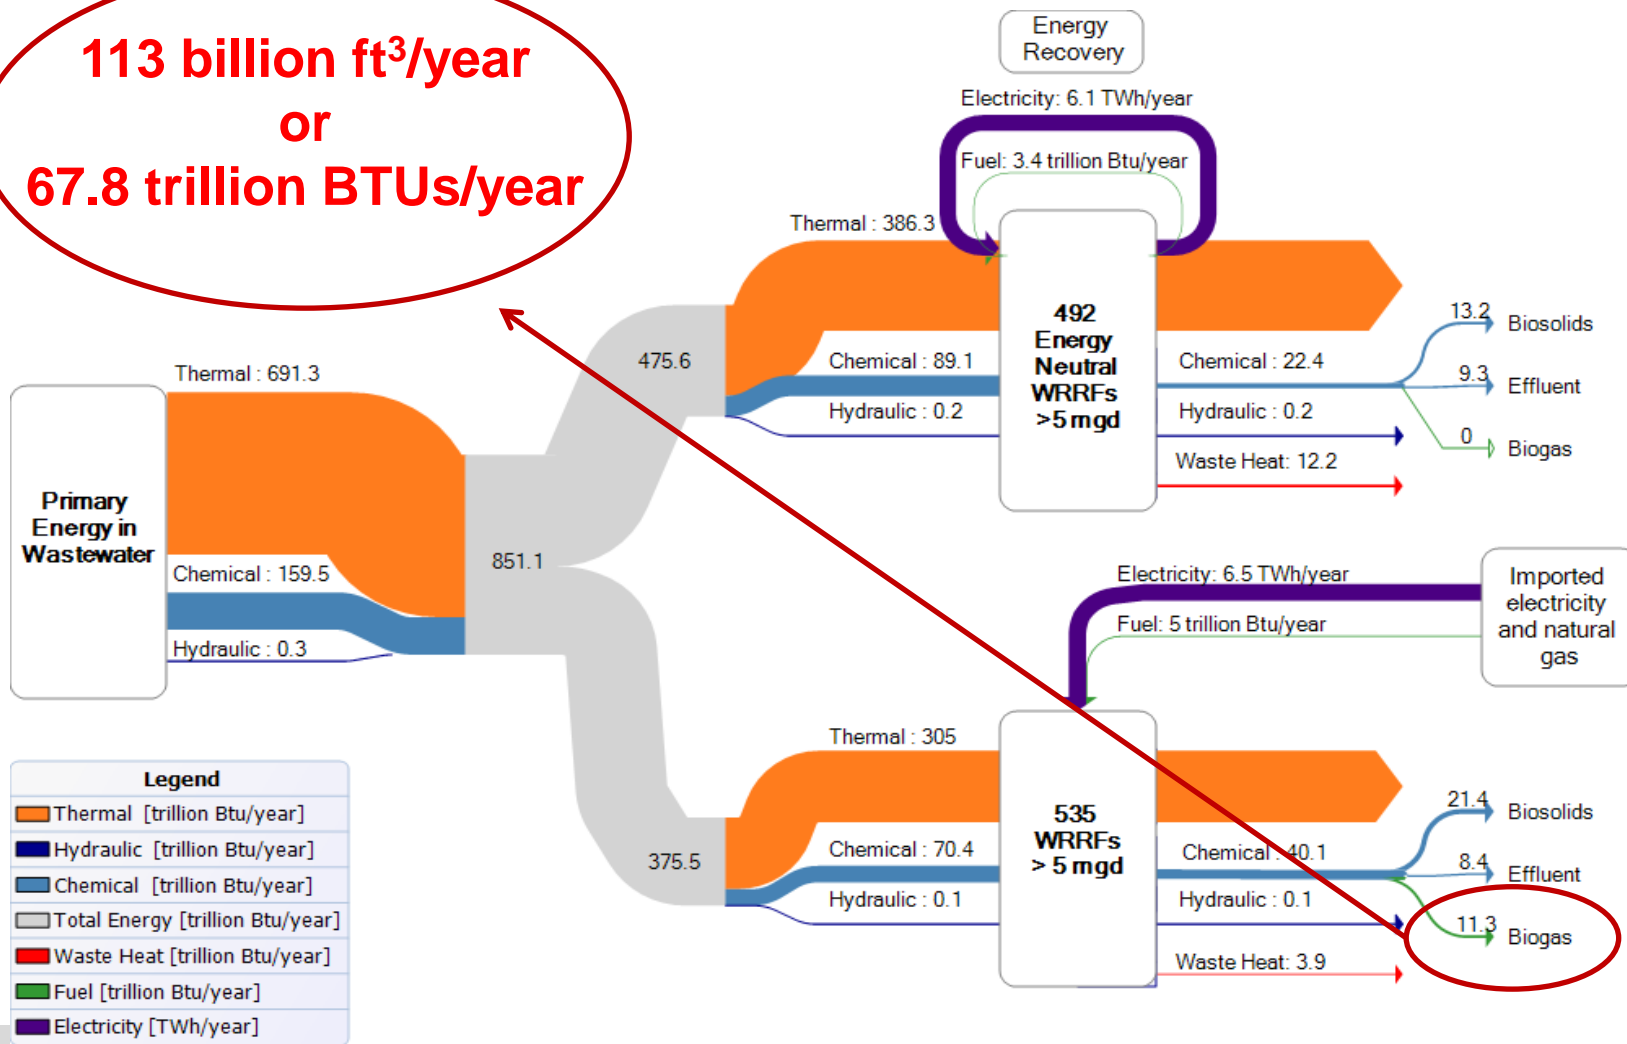 113 billion ft³/year
or
67.8 trillion BTUs/year
Energy
Recovery
Electricity: 6.1 TWh/year
Fuel: 3.4 trillion Btu/year
Thermal : 386.3
475.6
Chemical : 89.1
Hydraulic : 0.2
492
Energy
Neutral
WRRFs
>5 mgd
Chemical : 22.4
Hydraulic : 0.2
Waste Heat: 12.2
13.2
Biosolids
9.3
Effluent
0
Biogas
Thermal : 691.3
Primary
Energy in
Wastewater
Chemical : 159.5
Hydraulic : 0.3
851.1
Electricity: 6.5 TWh/year
Fuel: 5 trillion Btu/year
Imported
electricity
and natural
gas
Thermal : 305
375.5
Chemical : 70.4
Hydraulic : 0.1
535
WRRFs
> 5 mgd
Chemical : 40.1
Hydraulic : 0.1
Waste Heat: 3.9
21.4
Biosolids
8.4
Effluent
11.3
Biogas
Legend
Thermal [trillion Btu/year]
Hydraulic [trillion Btu/year]
Chemical [trillion Btu/year]
Total Energy [trillion Btu/year]
Waste Heat [trillion Btu/year]
Fuel [trillion Btu/year]
Electricity [TWh/year]